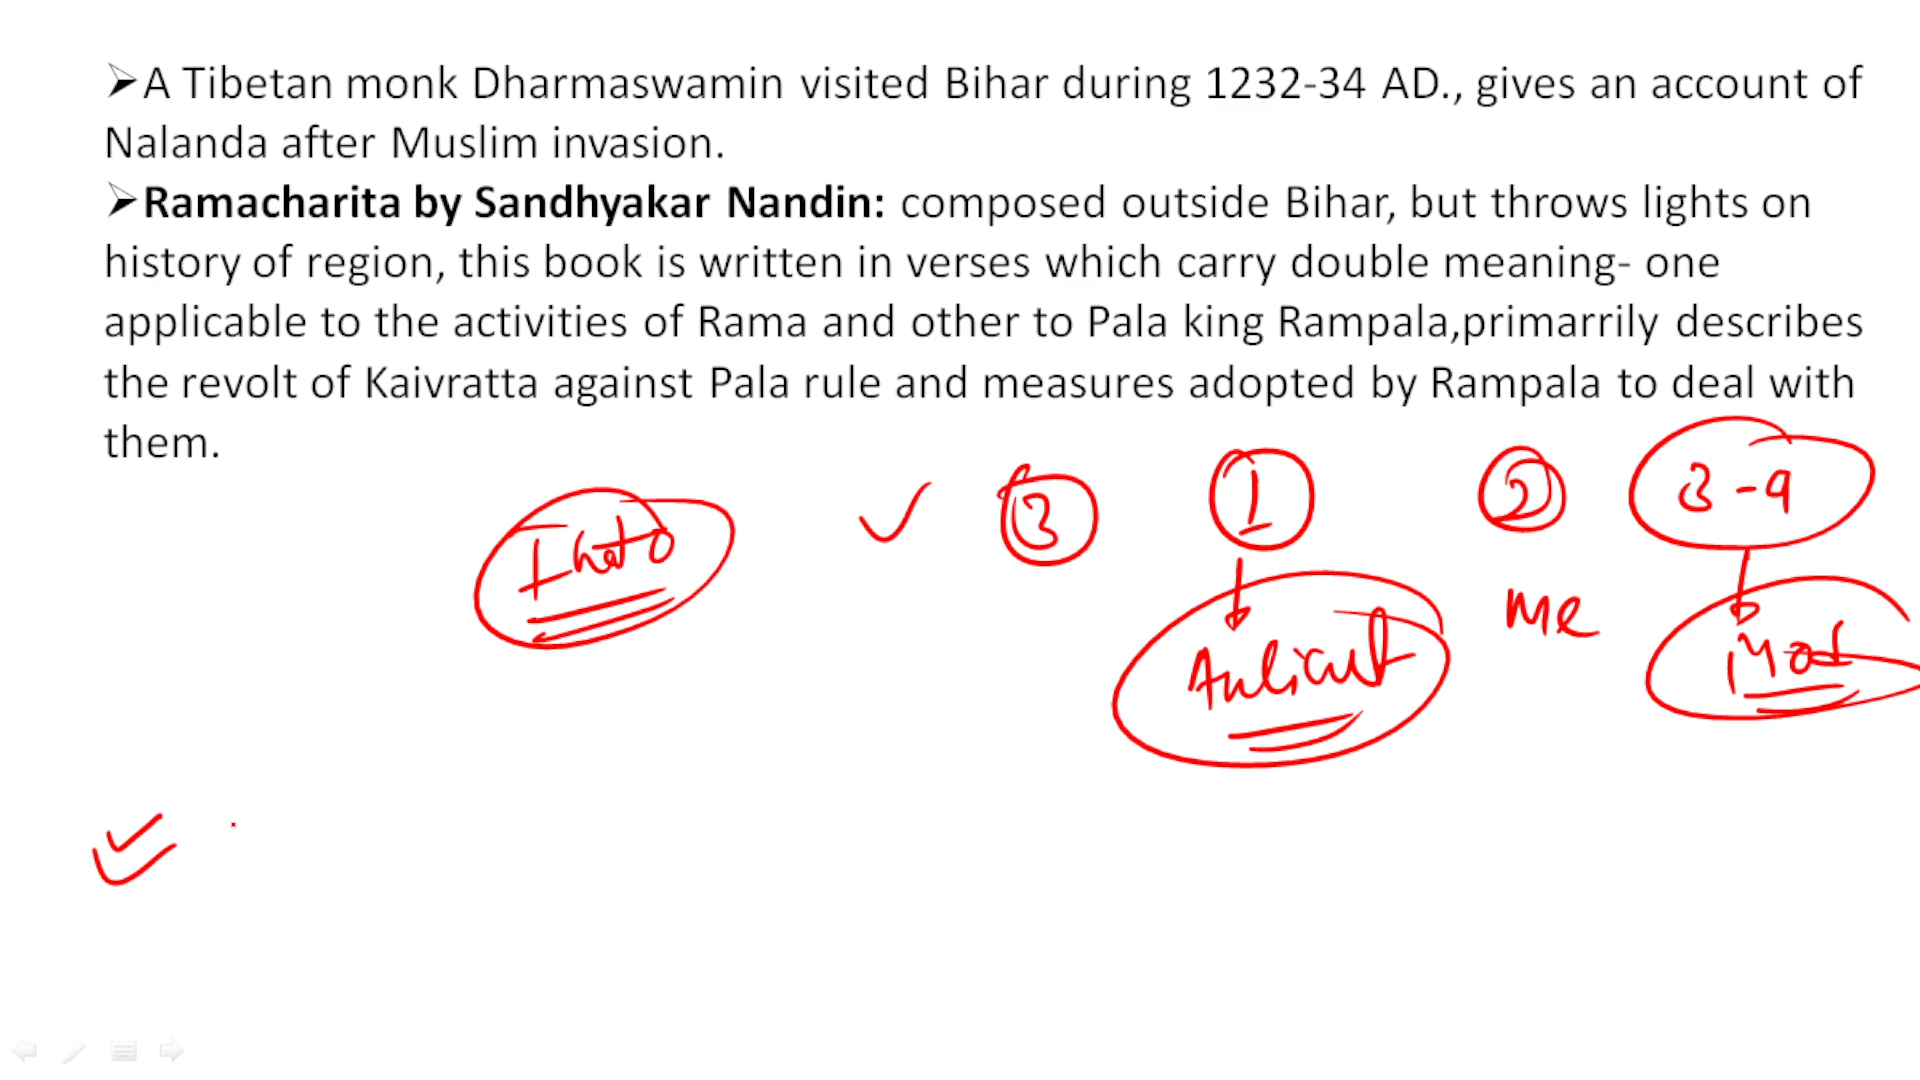 ➢A Tibetan monk Dharmaswamin visited Bihar during 1232-34 AD., gives an account of
Nalanda after Muslim invasion.
➢Ramacharita by Sandhyakar Nandin: composed outside Bihar, but throws lights on
history of region, this book is written in verses which carry double meaning- one
applicable to the activities of Rama and other to Pala king Rampala,primarrily describes
the revolt of Kaivratta against Pala rule and measures adopted by Rampala to deal with
them.
3 1 2 3-4
me